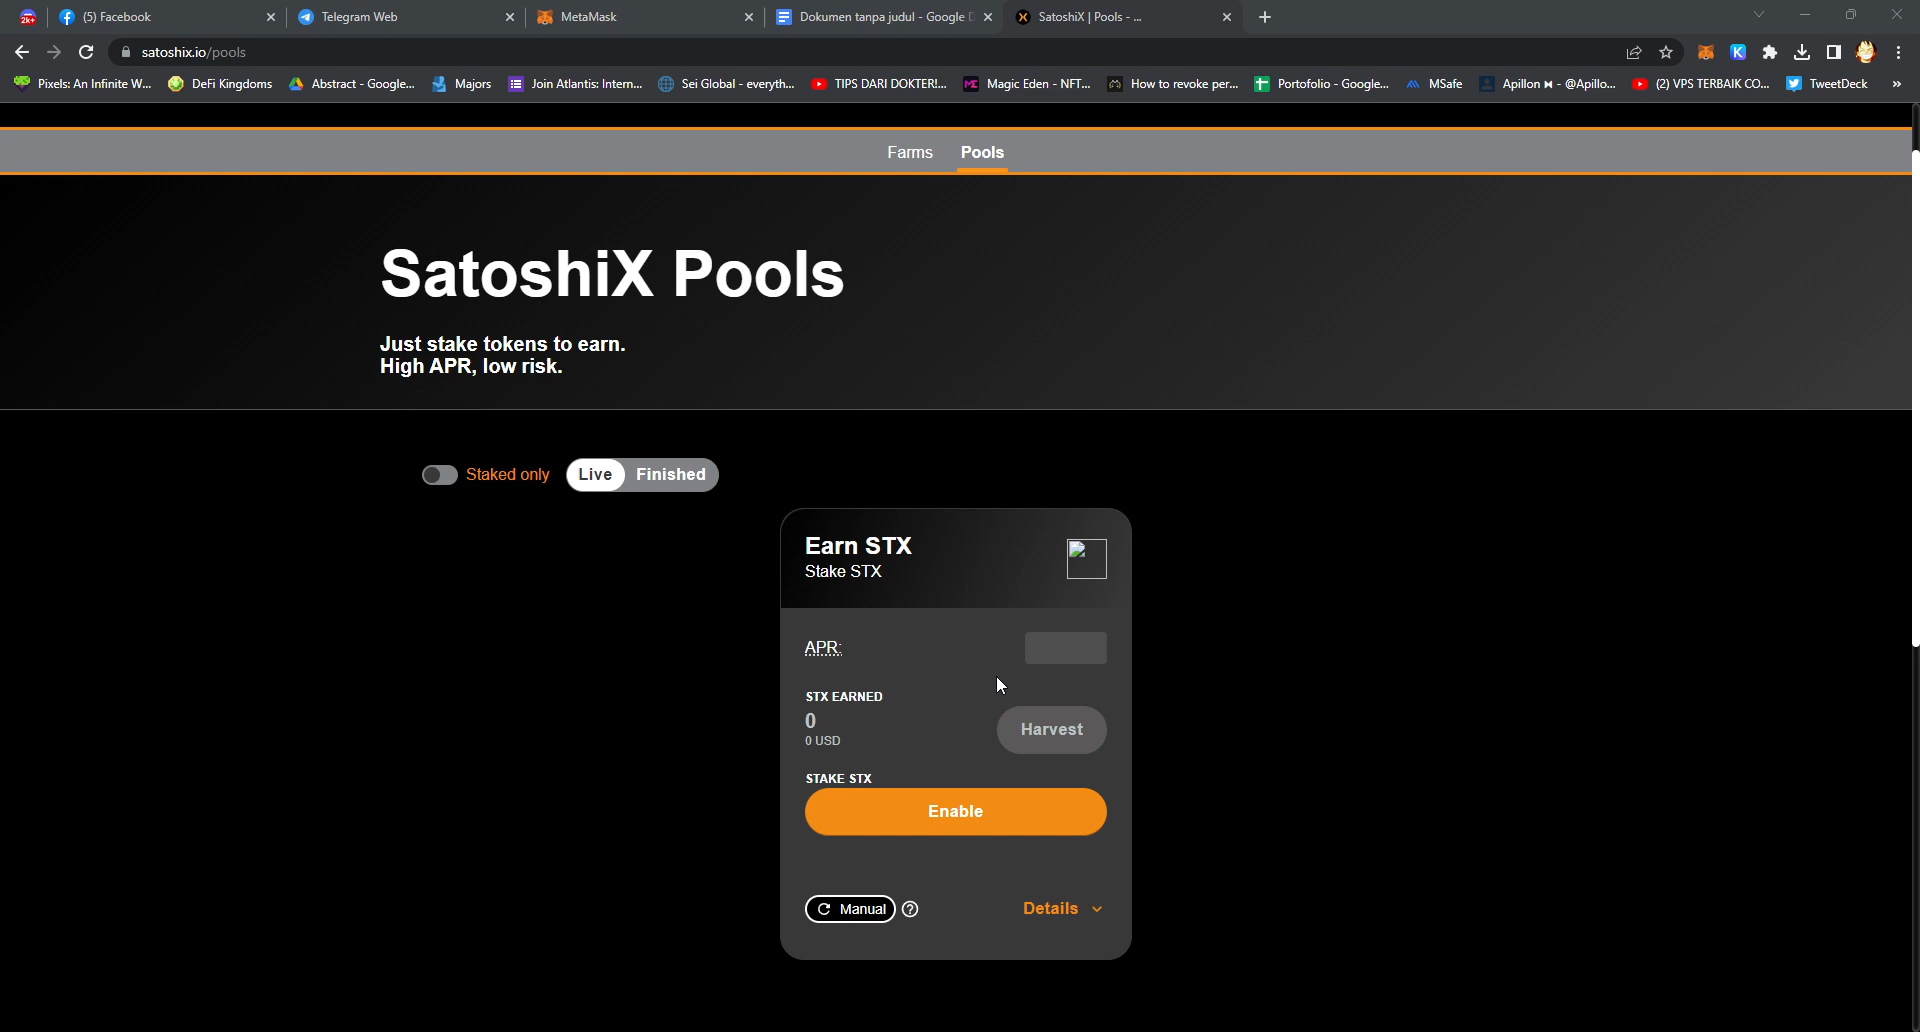 2k+
(5) Facebook
Telegram Web
MetaMask
Dokumen tanpa judul - Google D
SatoshiX | Pools - ...
satoshix.io/pools
Pixels: An Infinite W...
DeFi Kingdoms
Abstract - Google...
Majors
Join Atlantis: Intern...
Sei Global - everyth...
TIPS DARI DOKTER!...
Magic Eden - NFT...
How to revoke per...
Portofolio - Google...
MSafe
Apillon ⧓ - @Apillo...
(2) VPS TERBAIK CO...
TweetDeck
Farms
Pools
SatoshiX Pools
Just stake tokens to earn.
High APR, low risk.
Staked only
Live
Finished
Earn STX
Stake STX
APR:
STX EARNED
0
0 USD
Harvest
STAKE STX
Enable
Manual
Details